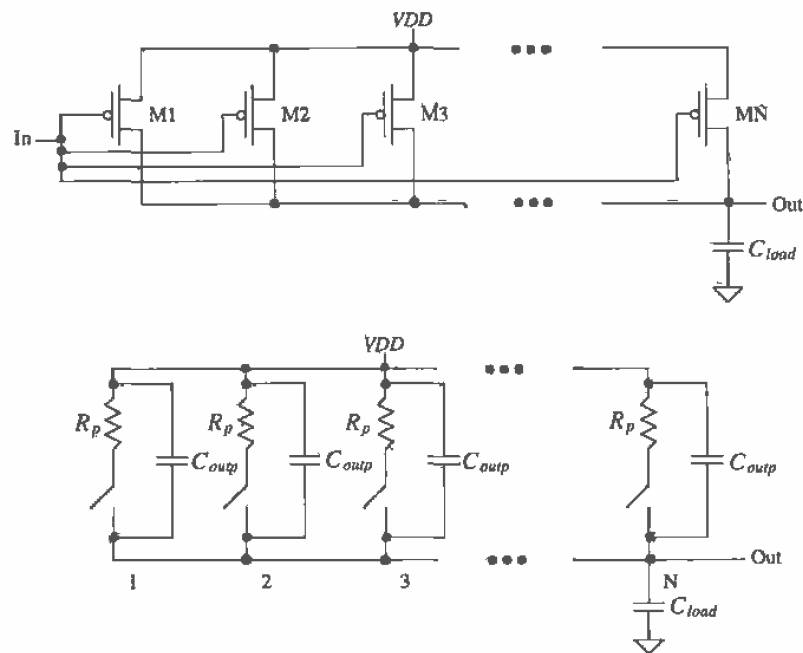 VDD
M1
M2
M3
MÑ
In
Out
C_load
VDD
R_p
C_outp
R_p
C_outp
R_p
C_outp
R_p
C_outp
Out
1
2
3
N
C_load